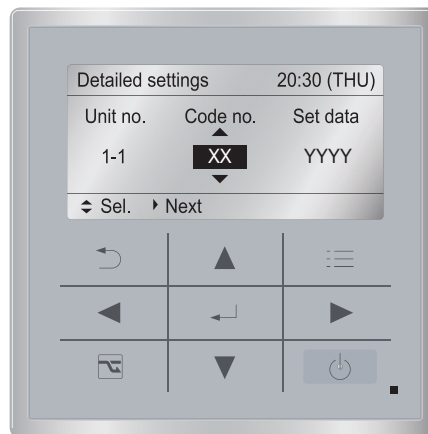 Detailed settings 20:30 (THU)
Unit no. Code no. Set data
1-1 XX YYYY
Sel. Next